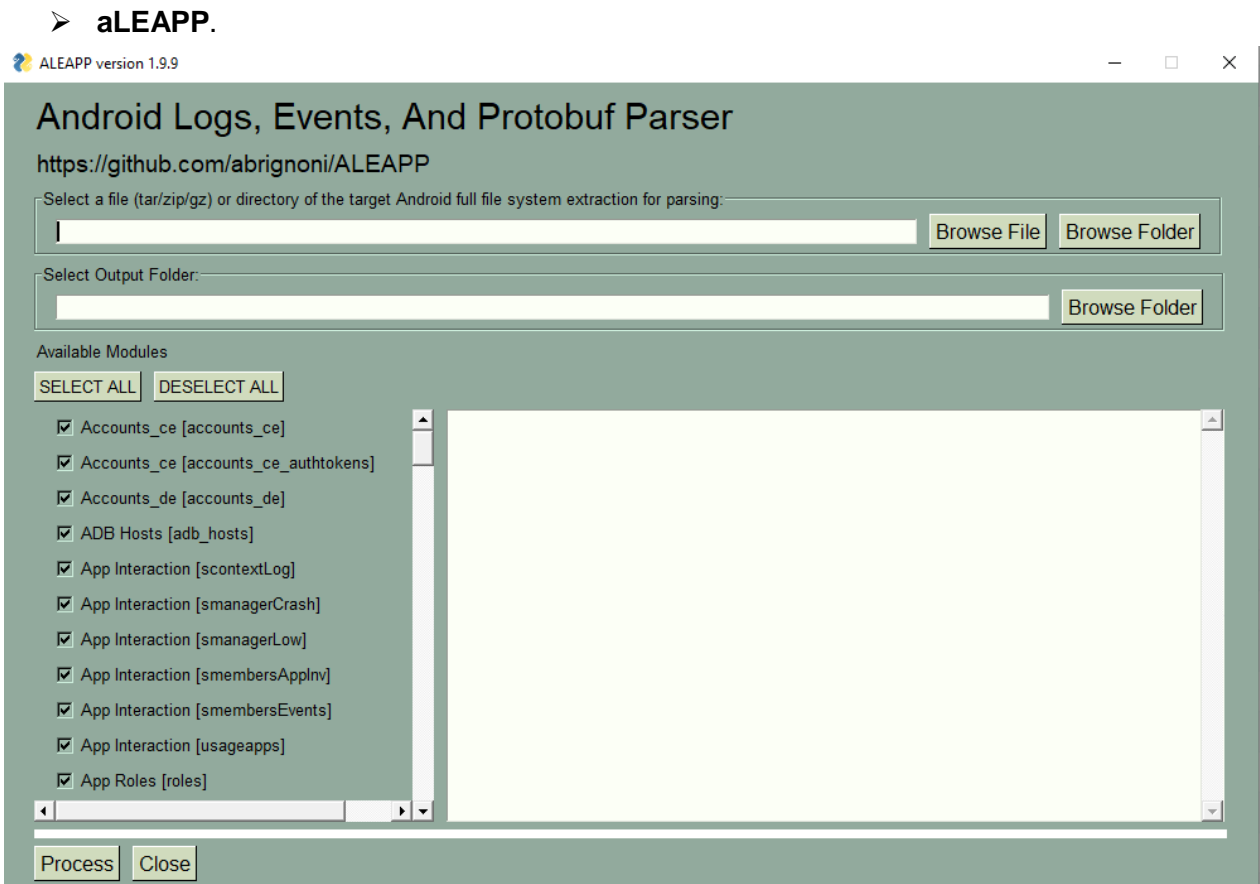 ➢ aLEAPP.
ALEAPP version 1.9.9
Android Logs, Events, And Protobuf Parser
https://github.com/abrignoni/ALEAPP
Select a file (tar/zip/gz) or directory of the target Android full file system extraction for parsing:
Browse File Browse Folder
Select Output Folder:
Browse Folder
Available Modules
SELECT ALL DESELECT ALL
Accounts_ce [accounts_ce]
Accounts_ce [accounts_ce_authtokens]
Accounts_de [accounts_de]
ADB Hosts [adb_hosts]
App Interaction [scontextLog]
App Interaction [smanagerCrash]
App Interaction [smanagerLow]
App Interaction [smembersAppInv]
App Interaction [smembersEvents]
App Interaction [usageapps]
App Roles [roles]
Process Close